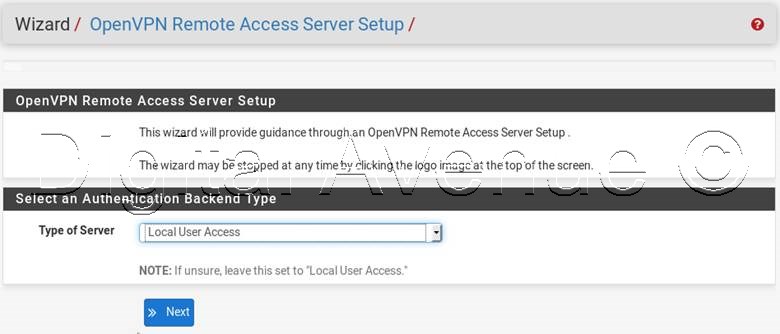 Wizard / OpenVPN Remote Access Server Setup /
OpenVPN Remote Access Server Setup
This wizard will provide guidance through an OpenVPN Remote Access Server Setup .
The wizard may be stopped at any time by clicking the logo image at the top of the screen.
Digital Avenue ©
Select an Authentication Backend Type
Type of Server
Local User Access
NOTE: If unsure, leave this set to "Local User Access."
» Next